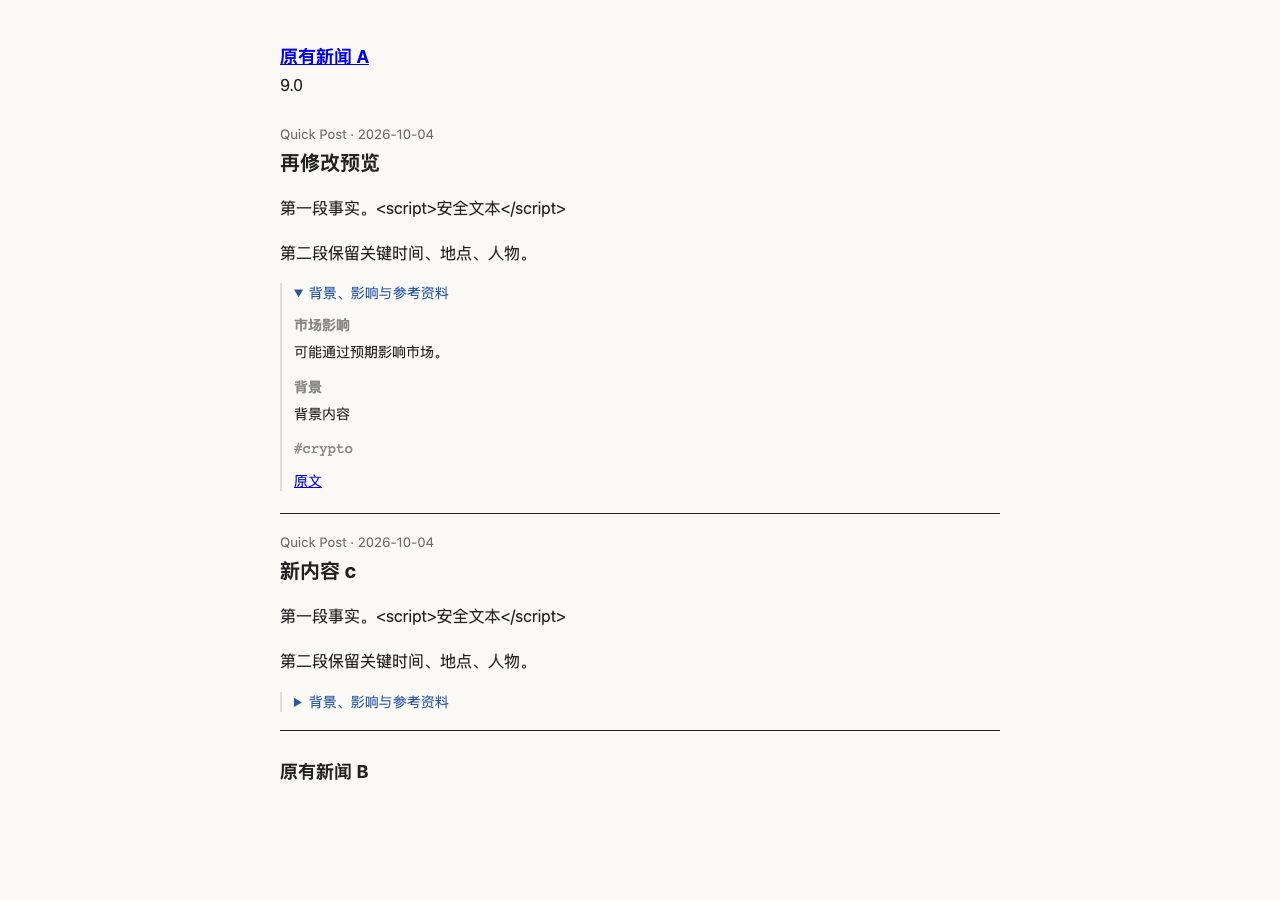 原有新闻 A
9.0
Quick Post · 2026-10-04
再修改预览
第一段事实。<script>安全文本</script>
第二段保留关键时间、地点、人物。
▼ 背景、影响与参考资料
市场影响
可能通过预期影响市场。
背景
背景内容
#crypto
原文
Quick Post · 2026-10-04
新内容 c
第一段事实。<script>安全文本</script>
第二段保留关键时间、地点、人物。
▶ 背景、影响与参考资料
原有新闻 B